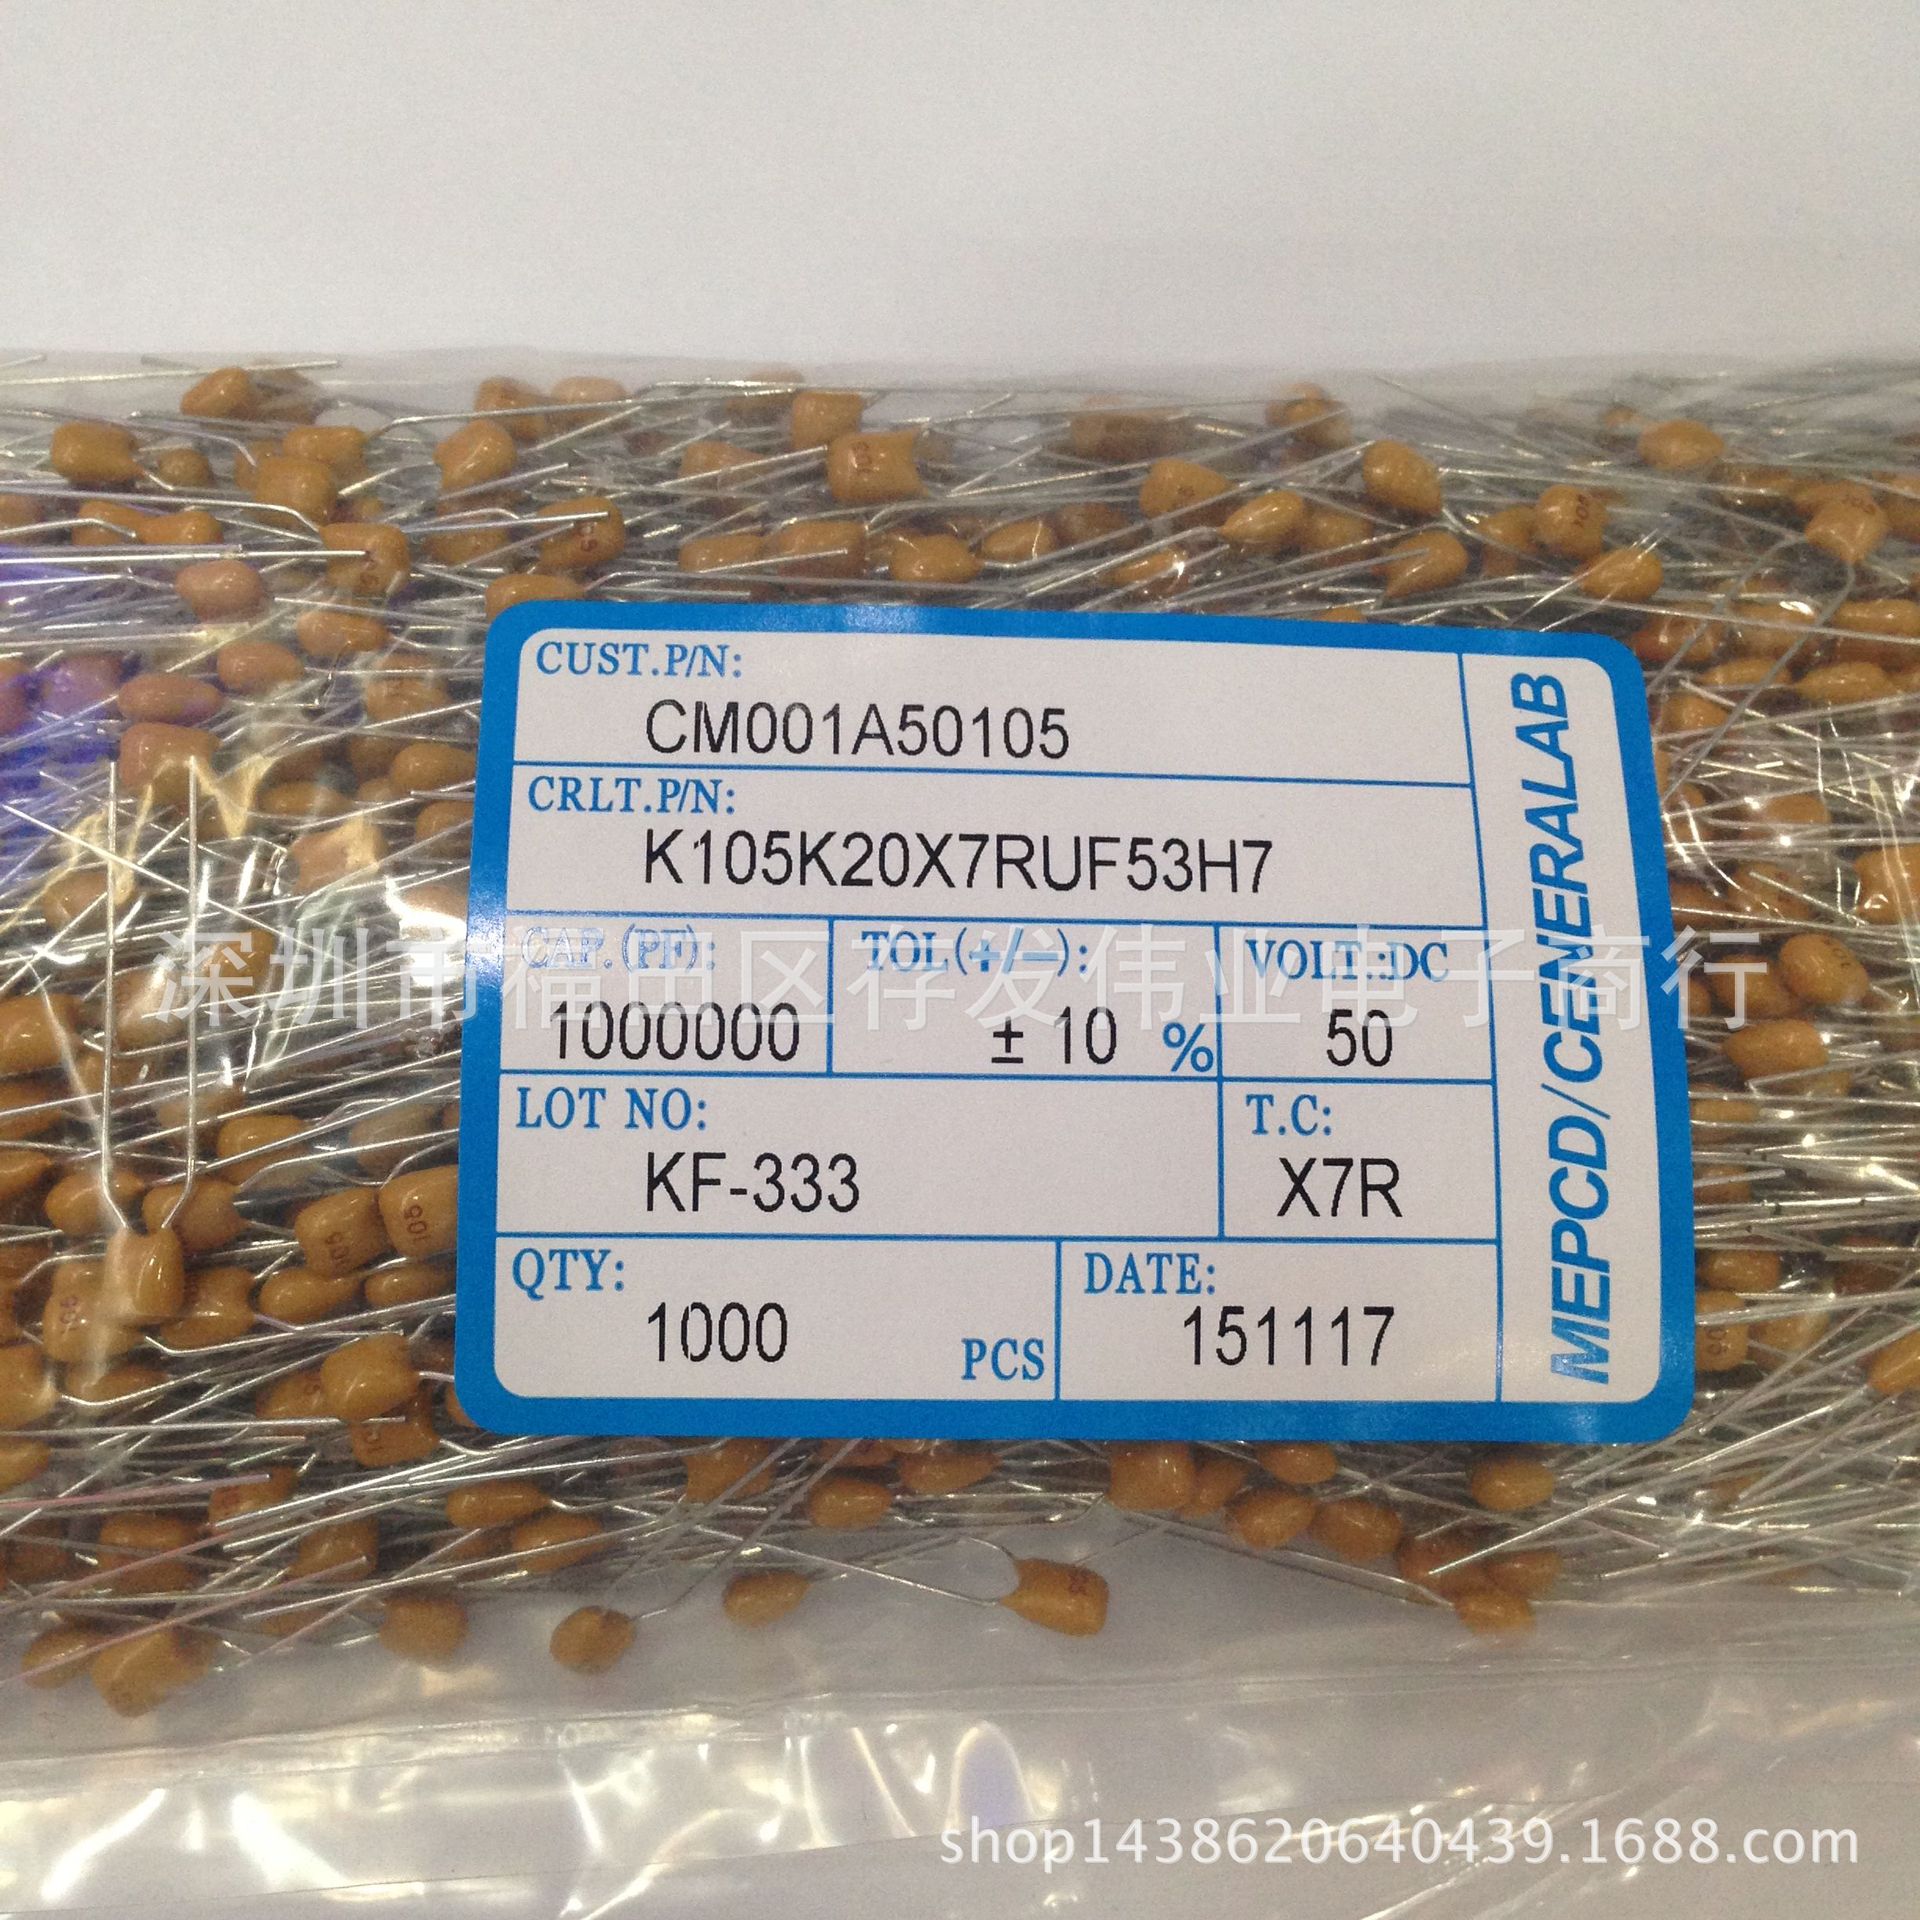 CUST.P/N:
CM001A50105
CRLT.P/N:
K105K20X7RUF53H7
CAP.(PF):
1000000
TOL(+/-):
± 10 %
VOLT.:DC
50
LOT NO:
KF-333
T.C:
X7R
QTY:
1000 PCS
DATE:
151117
MEPCD/CENERALAB
深圳市福田区存发伟业电子商行
105
105
shop1438620640439.1688.com